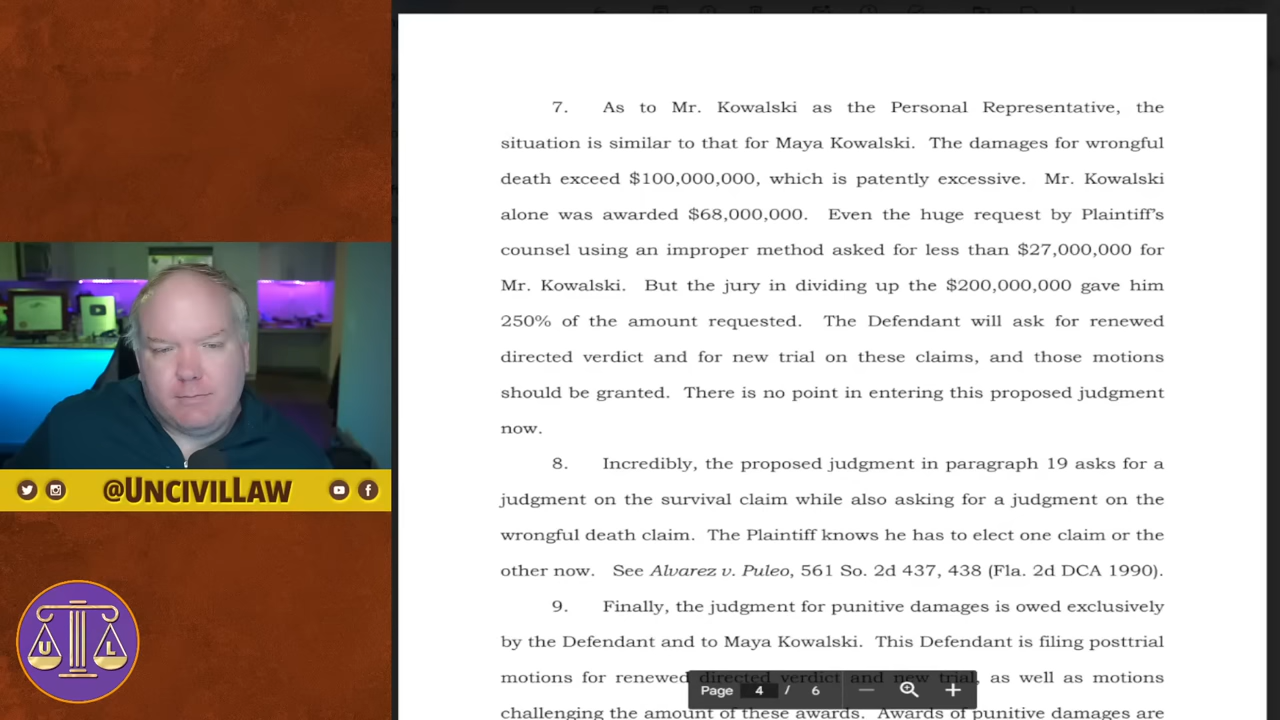 7. As to Mr. Kowalski as the Personal Representative, the
situation is similar to that for Maya Kowalski. The damages for wrongful
death exceed $100,000,000, which is patently excessive. Mr. Kowalski
alone was awarded $68,000,000. Even the huge request by Plaintiff's
counsel using an improper method asked for less than $27,000,000 for
Mr. Kowalski. But the jury in dividing up the $200,000,000 gave him
250% of the amount requested. The Defendant will ask for renewed
directed verdict and for new trial on these claims, and those motions
should be granted. There is no point in entering this proposed judgment
now.
8. Incredibly, the proposed judgment in paragraph 19 asks for a
judgment on the survival claim while also asking for a judgment on the
wrongful death claim. The Plaintiff knows he has to elect one claim or the
other now. See Alvarez v. Puleo, 561 So. 2d 437, 438 (Fla. 2d DCA 1990).
9. Finally, the judgment for punitive damages is owed exclusively
by the Defendant and to Maya Kowalski. This Defendant is filing posttrial
motions for renewed directed verdict and new trial, as well as motions
challenging the amount of these awards. Awards of punitive damages are
Page 4 / 6
@UNCIVILLAW
U L